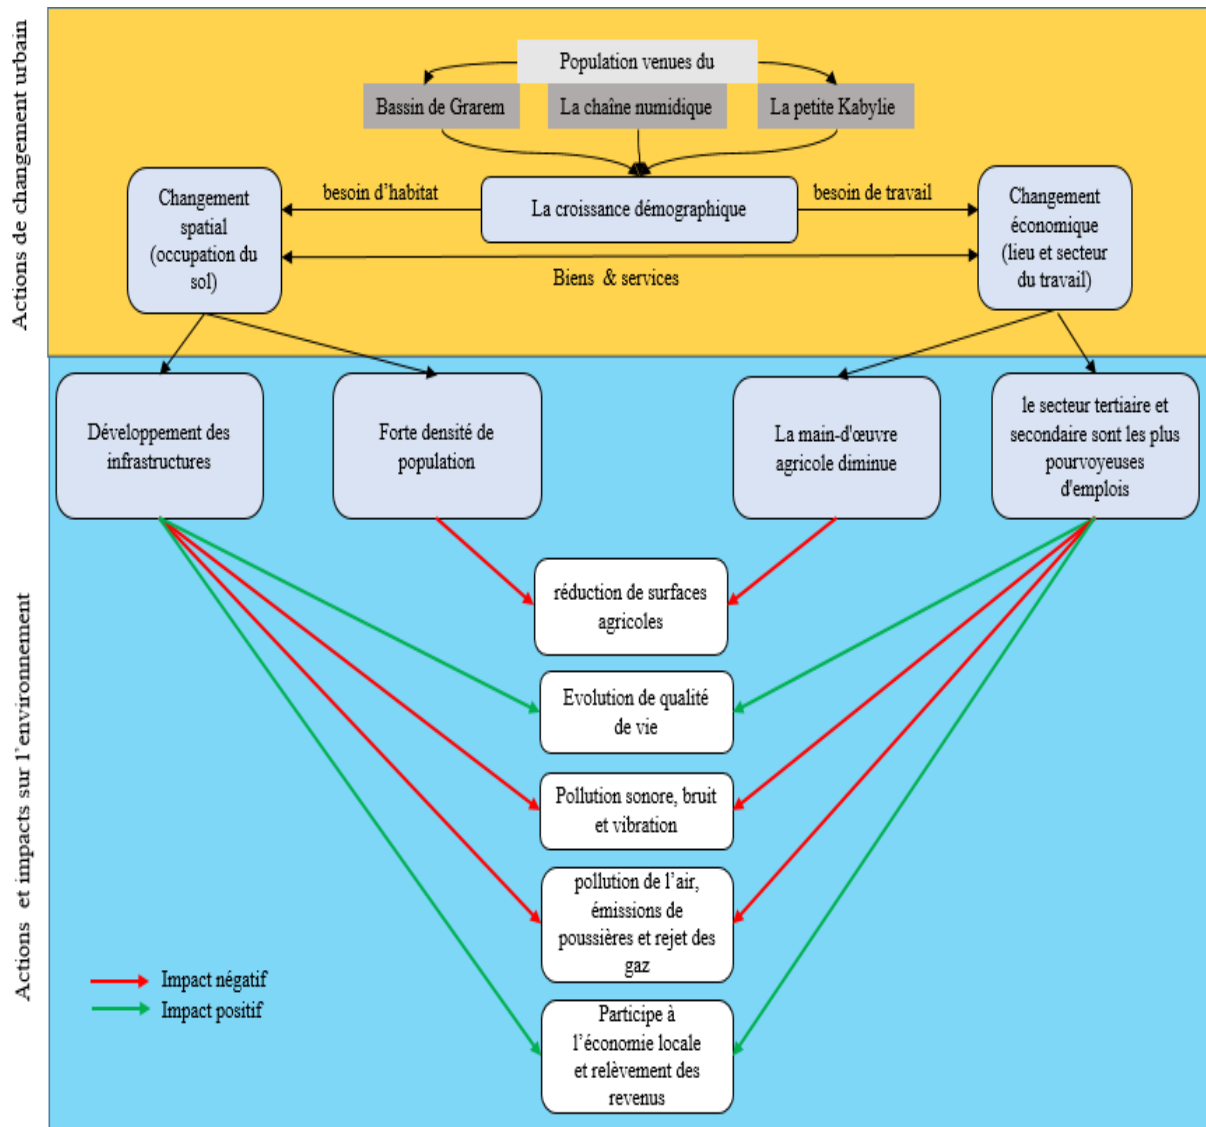 Actions de changement urbain
Population venues du
Bassin de Grarem
La chaîne numidique
La petite Kabylie
Changement
spatial
(occupation du
sol)
besoin d’habitat
La croissance démographique
besoin de travail
Changement
économique
(lieu et secteur
du travail)
Biens & services
Actions et impacts sur l’environnement
Développement des
infrastructures
Forte densité de
population
La main-d'œuvre
agricole diminue
le secteur tertiaire et
secondaire sont les plus
pourvoyeuses
d'emplois
réduction de surfaces
agricoles
Evolution de qualité
de vie
Pollution sonore, bruit
et vibration
pollution de l’air,
émissions de
poussières et rejet des
gaz
Participe à
l’économie locale
et relèvement des
revenus
Impact négatif
Impact positif